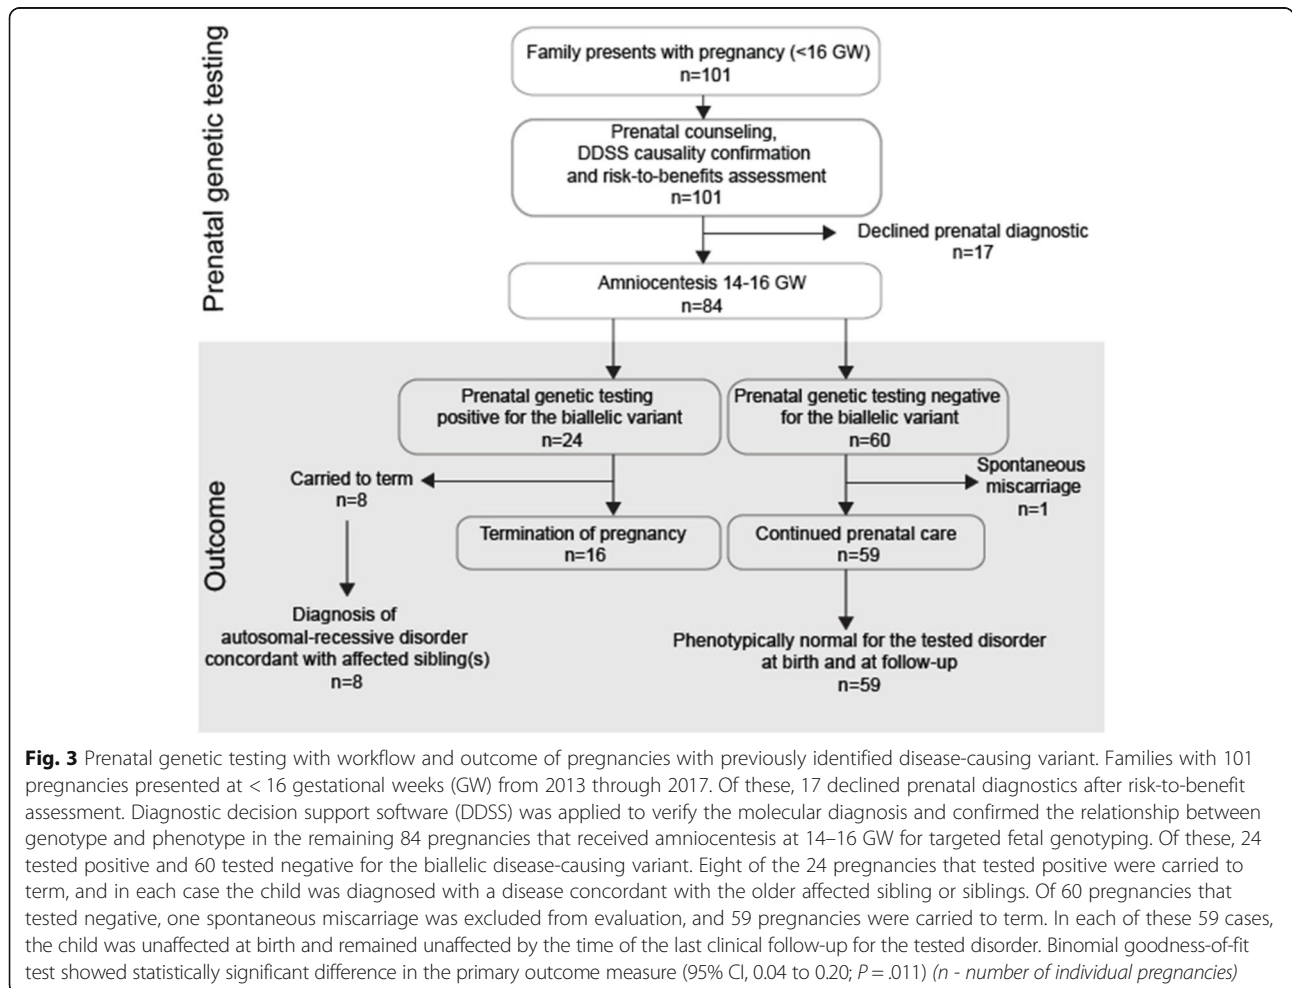 Prenatal genetic testing
Family presents with pregnancy (<16 GW)
n=101
Prenatal counseling,
DDSS causality confirmation
and risk-to-benefits assessment
n=101
Declined prenatal diagnostic
n=17
Amniocentesis 14-16 GW
n=84
Outcome
Prenatal genetic testing
positive for the biallelic variant
n=24
Prenatal genetic testing negative
for the biallelic variant
n=60
Carried to term
n=8
Spontaneous
miscarriage
n=1
Termination of pregnancy
n=16
Continued prenatal care
n=59
Diagnosis of
autosomal-recessive disorder
concordant with affected sibling(s)
n=8
Phenotypically normal for the tested disorder
at birth and at follow-up
n=59
Fig. 3 Prenatal genetic testing with workflow and outcome of pregnancies with previously identified disease-causing variant. Families with 101
pregnancies presented at < 16 gestational weeks (GW) from 2013 through 2017. Of these, 17 declined prenatal diagnostics after risk-to-benefit
assessment. Diagnostic decision support software (DDSS) was applied to verify the molecular diagnosis and confirmed the relationship between
genotype and phenotype in the remaining 84 pregnancies that received amniocentesis at 14–16 GW for targeted fetal genotyping. Of these, 24
tested positive and 60 tested negative for the biallelic disease-causing variant. Eight of the 24 pregnancies that tested positive were carried to
term, and in each case the child was diagnosed with a disease concordant with the older affected sibling or siblings. Of 60 pregnancies that
tested negative, one spontaneous miscarriage was excluded from evaluation, and 59 pregnancies were carried to term. In each of these 59 cases,
the child was unaffected at birth and remained unaffected by the time of the last clinical follow-up for the tested disorder. Binomial goodness-of-fit
test showed statistically significant difference in the primary outcome measure (95% CI, 0.04 to 0.20; P = .011) (n - number of individual pregnancies)